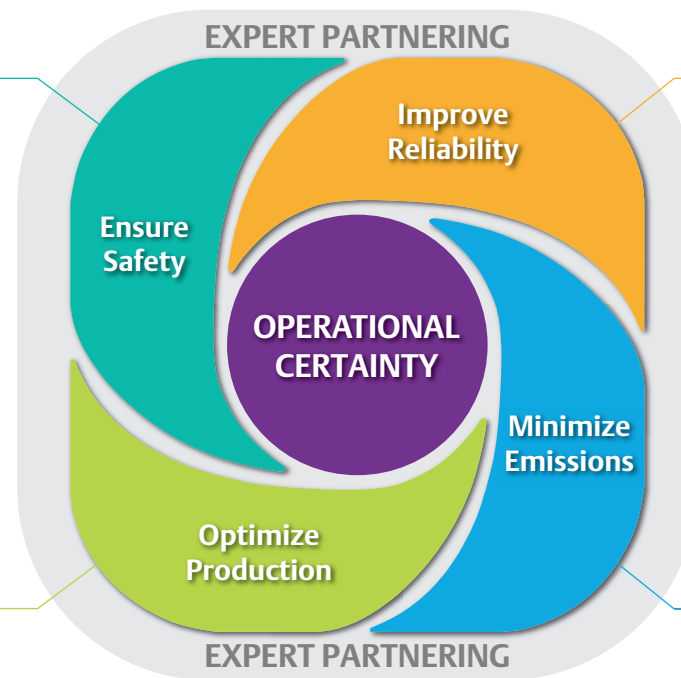 EXPERT PARTNERING
Improve
Reliability
Ensure
Safety
OPERATIONAL
CERTAINTY
Minimize
Emissions
Optimize
Production
EXPERT PARTNERING